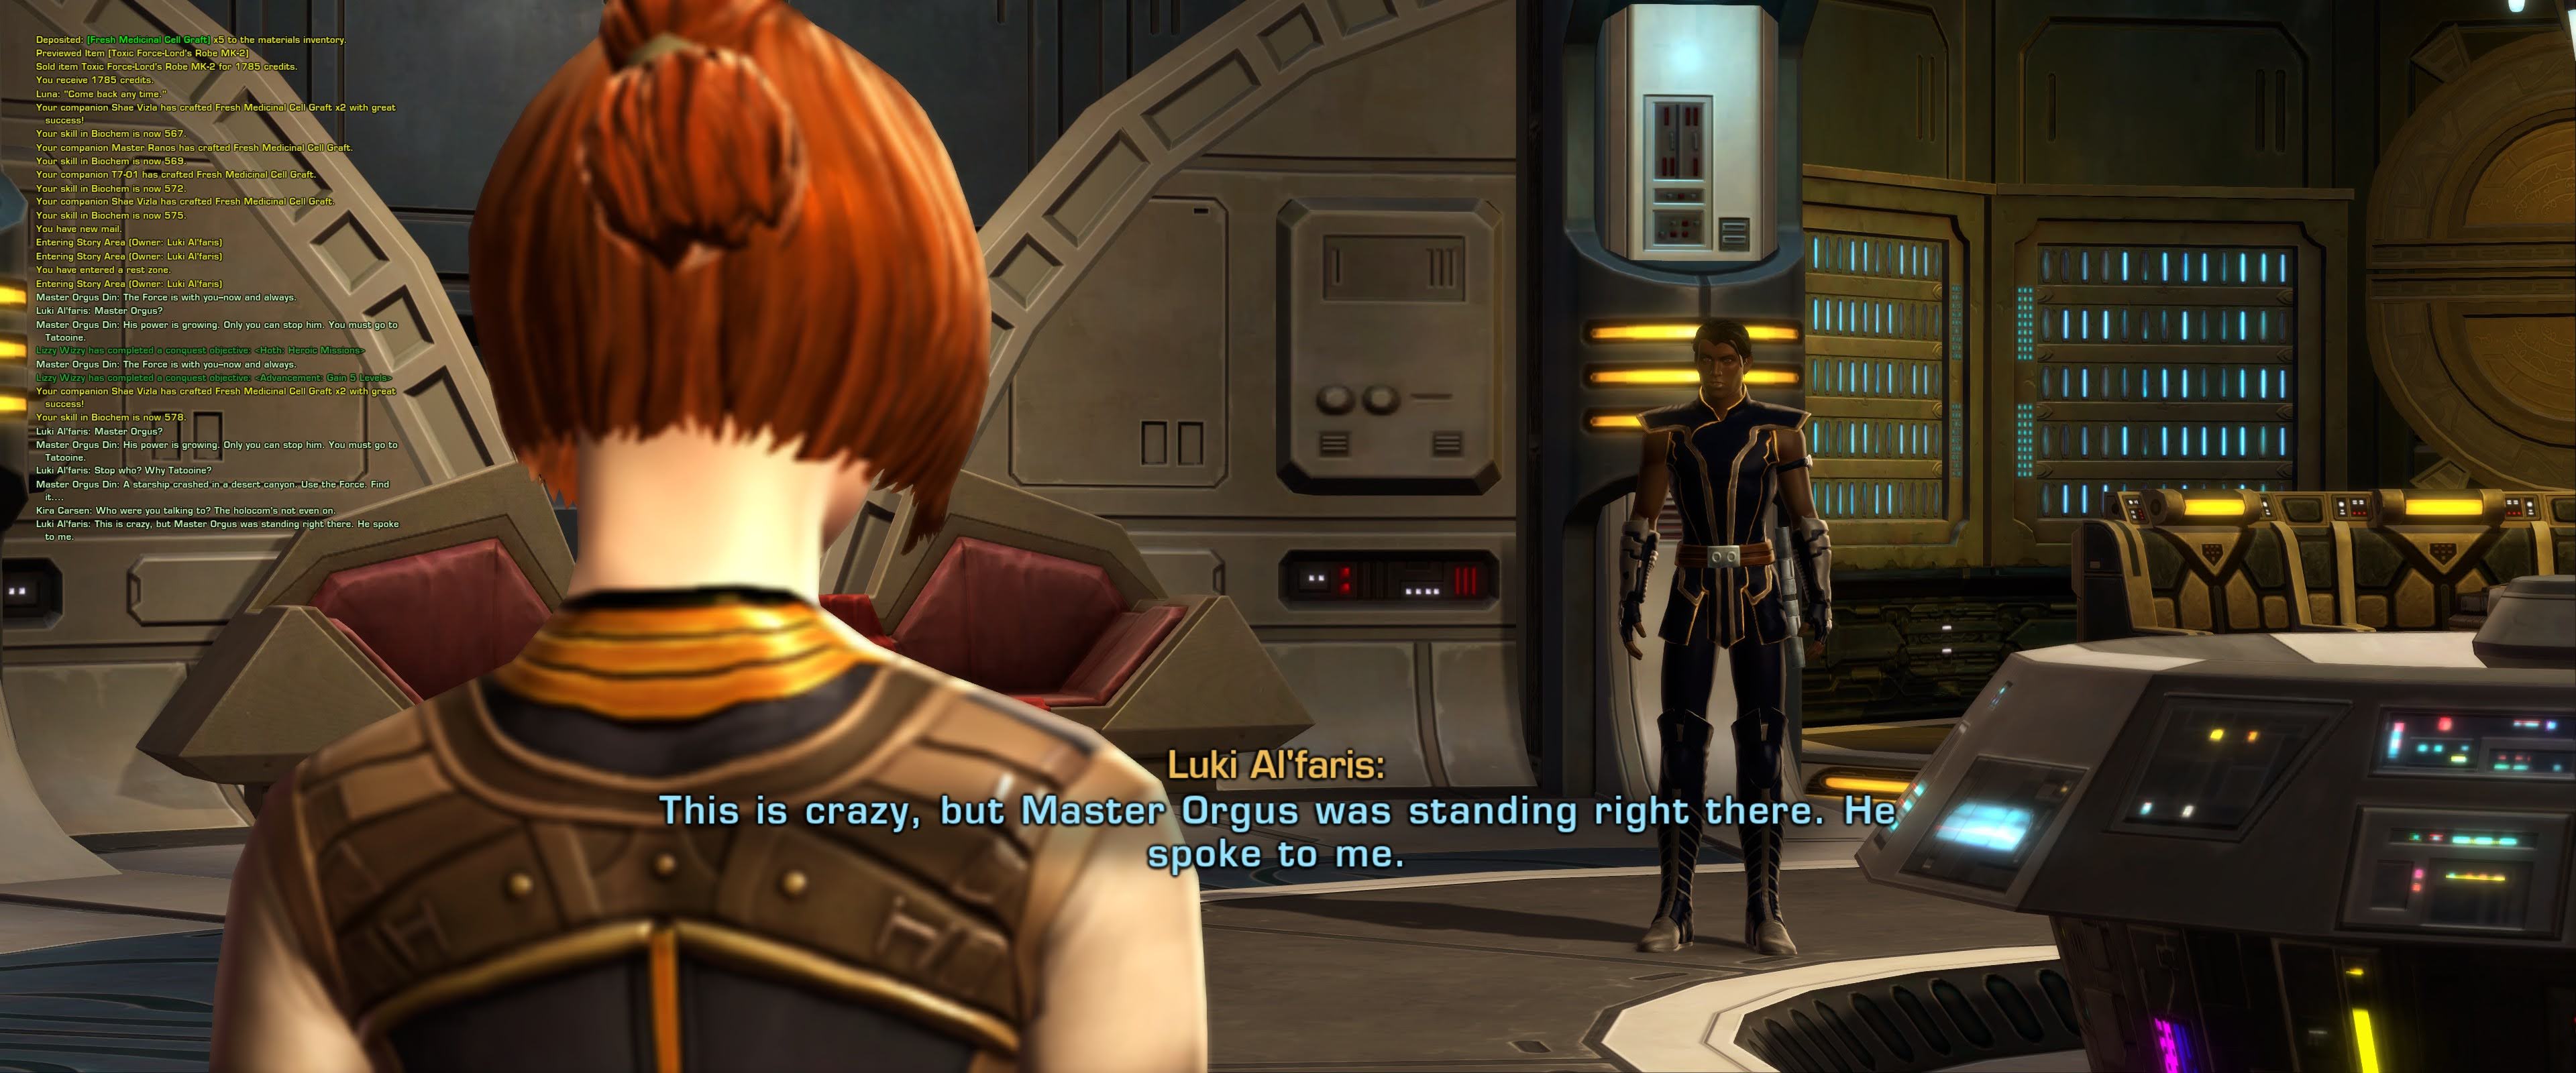 Deposited: [Fresh Medicinal Cell Graft] x5 to the materials inventory.
Previewed Item [Toxic Force-Lord's Robe MK-2]
Sold item Toxic Force-Lord's Robe MK-2 for 1785 credits.
You receive 1785 credits.
Luna: "Come back any time."
Your companion Shae Vizla has crafted Fresh Medicinal Cell Graft x2 with great
success!
Your skill in Biochem is now 567.
Your companion Master Ranos has crafted Fresh Medicinal Cell Graft.
Your skill in Biochem is now 569.
Your companion T7-O1 has crafted Fresh Medicinal Cell Graft.
Your skill in Biochem is now 572.
Your companion Shae Vizla has crafted Fresh Medicinal Cell Graft.
Your skill in Biochem is now 575.
You have new mail.
Entering Story Area (Owner: Luki Al'faris)
Entering Story Area (Owner: Luki Al'faris)
You have entered a rest zone.
Entering Story Area (Owner: Luki Al'faris)
Master Orgus Din: The Force is with you–now and always.
Luki Al'faris: Master Orgus?
Master Orgus Din: His power is growing. Only you can stop him. You must go to
Tatooine.
Lizzy Wizzy has completed a conquest objective: <Hoth: Heroic Missions>
Master Orgus Din: The Force is with you–now and always.
Lizzy Wizzy has completed a conquest objective: <Advancement: Gain 5 Levels>
Your companion Shae Vizla has crafted Fresh Medicinal Cell Graft x2 with great
success!
Your skill in Biochem is now 578.
Luki Al'faris: Master Orgus?
Master Orgus Din: His power is growing. Only you can stop him. You must go to
Tatooine.
Luki Al'faris: Stop who? Why Tatooine?
Master Orgus Din: A starship crashed in a desert canyon. Use the Force. Find
it....
Kira Carsen: Who were you talking to? The holocom's not even on.
Luki Al'faris: This is crazy, but Master Orgus was standing right there. He spoke
to me.
Luki Al'faris:
This is crazy, but Master Orgus was standing right there. He
spoke to me.